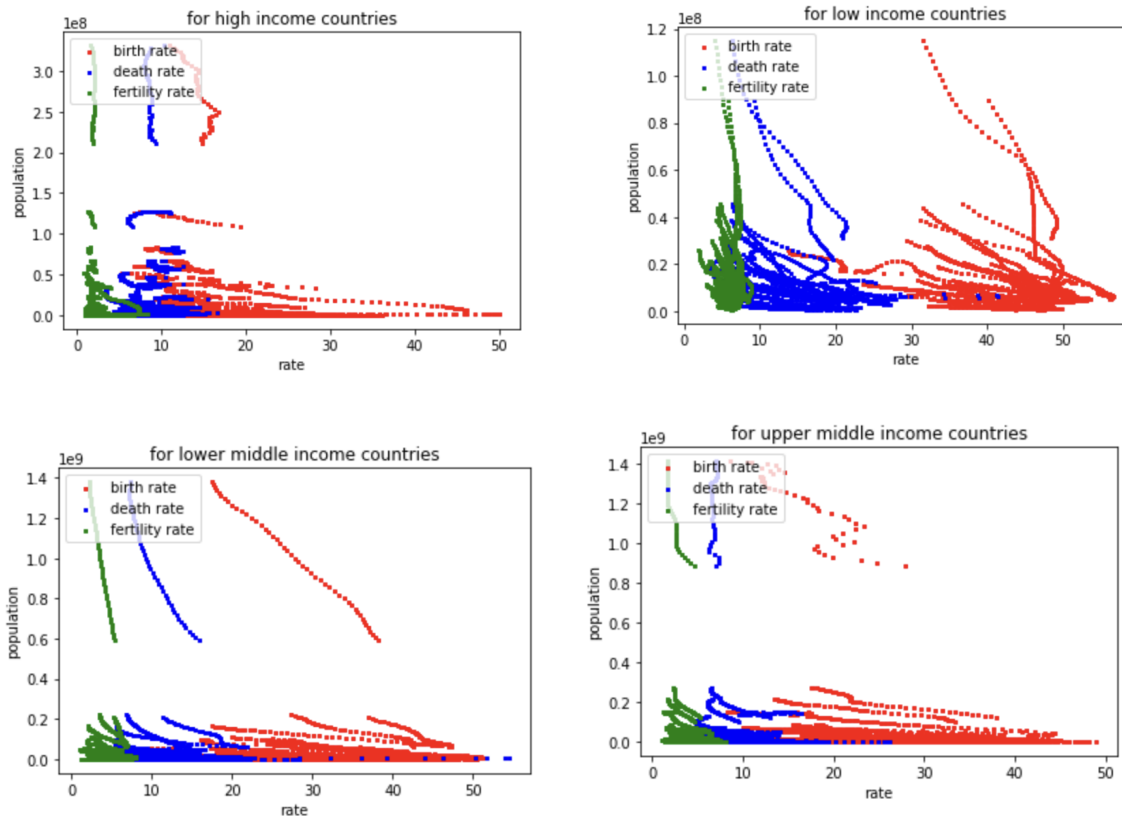 for high income countries
1e8
birth rate
death rate
fertility rate
3.0
2.5
2.0
1.5
1.0
0.5
0.0
population
0 10 20 30 40 50
rate
for low income countries
1e8
birth rate
death rate
fertility rate
1.2
1.0
0.8
0.6
0.4
0.2
0.0
population
0 10 20 30 40 50
rate
for lower middle income countries
1e9
birth rate
death rate
fertility rate
1.4
1.2
1.0
0.8
0.6
0.4
0.2
0.0
population
0 10 20 30 40 50
rate
for upper middle income countries
1e9
birth rate
death rate
fertility rate
1.4
1.2
1.0
0.8
0.6
0.4
0.2
0.0
population
0 10 20 30 40 50
rate